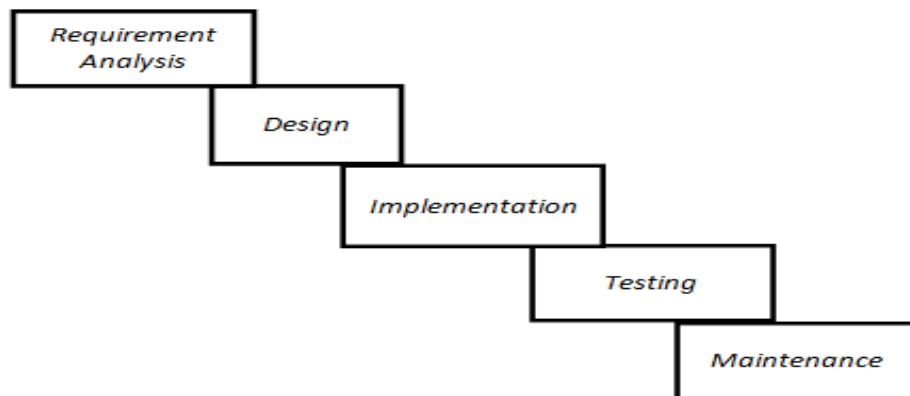 Requirement
Analysis
Design
Implementation
Testing
Maintenance